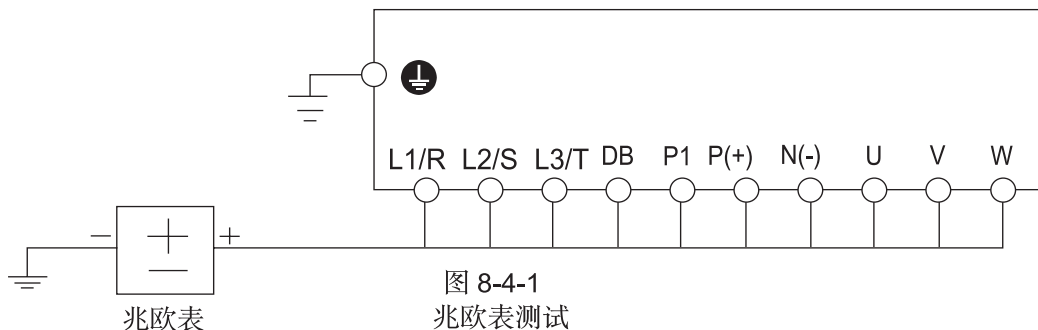 L1/R L2/S L3/T DB P1 P(+) N(-) U V W
− + − +
图 8-4-1
兆欧表 兆欧表测试